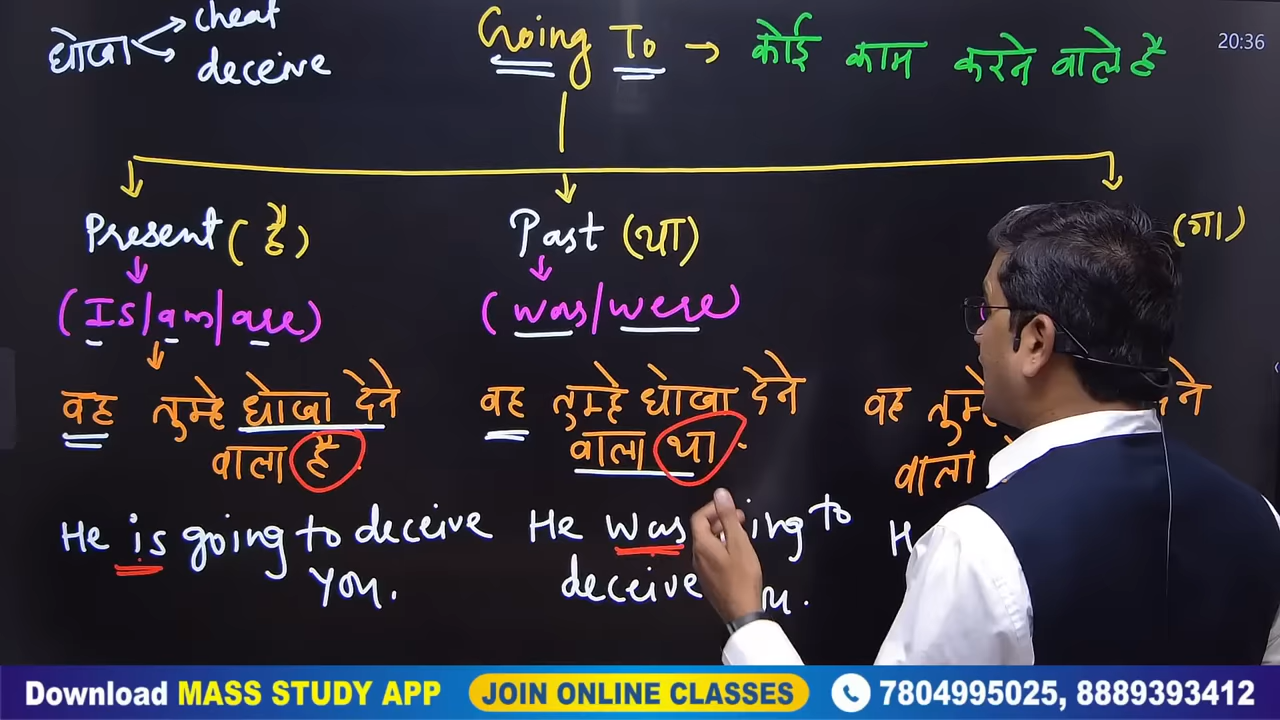 धोखा → cheat
→ deceive
Going To → कोई काम करने वाले है
20:36
Present (है)
Past (था)
(गा)
(Is/am/are)
(was/were)
वह तुम्हे धोखा देने
वाला है.
वह तुम्हे धोखा देने
वाला था.
वह देने
वाला
He is going to deceive
you.
He was to
deceive
Download MASS STUDY APP
JOIN ONLINE CLASSES
7804995025, 8889393412